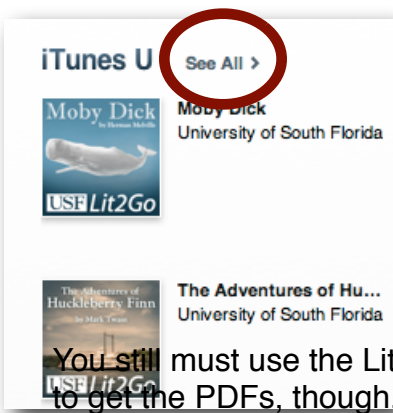 iTunes U See All >
Moby Dick
by Herman Melville
USF Lit2Go
Moby Dick
University of South Florida
The Adventures of
Huckleberry Finn
by Mark Twain
USF Lit2Go
The Adventures of Hu...
University of South Florida
You still must use the Lit
to get the PDFs, though.